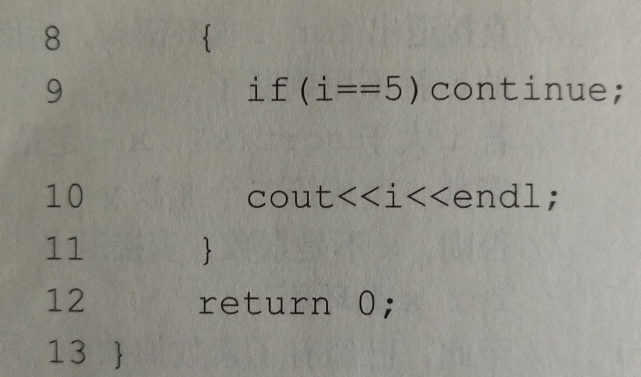 8 {
9 if(i==5)continue;
10 cout<<i<<endl;
11 }
12 return 0;
13 }